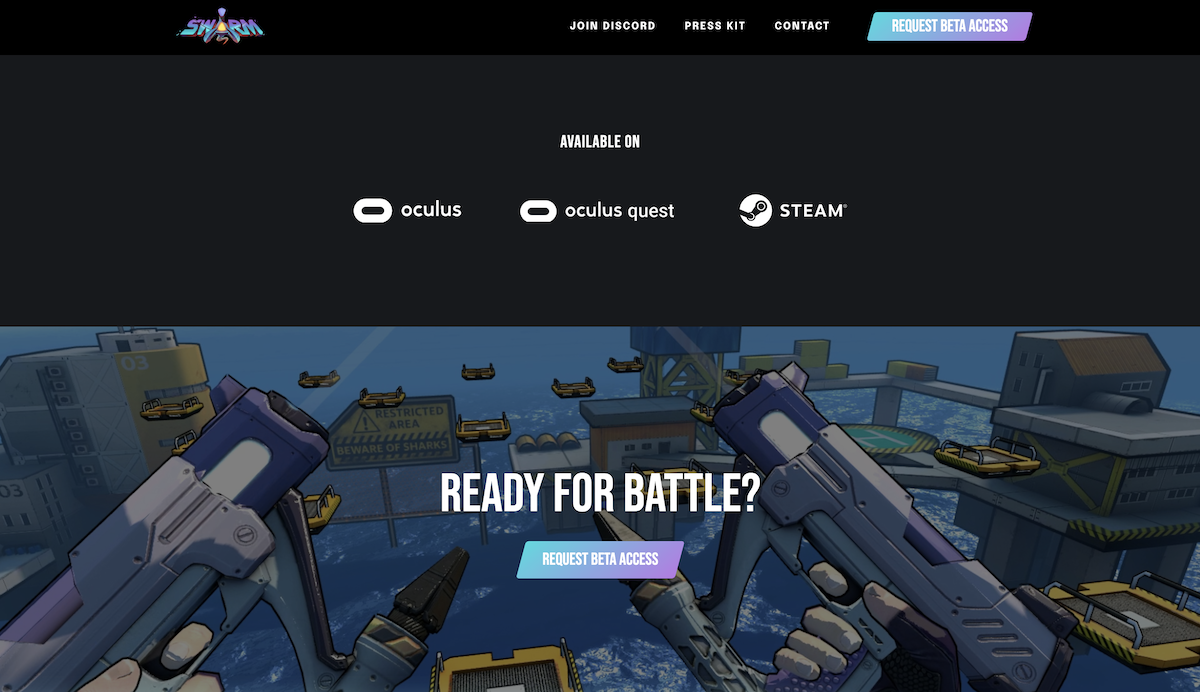 SWARM
JOIN DISCORD
PRESS KIT
CONTACT
REQUEST BETA ACCESS
AVAILABLE ON
oculus
oculus quest
STEAM®
03
RESTRICTED
AREA
BEWARE OF SHARKS
03
READY FOR BATTLE?
REQUEST BETA ACCESS